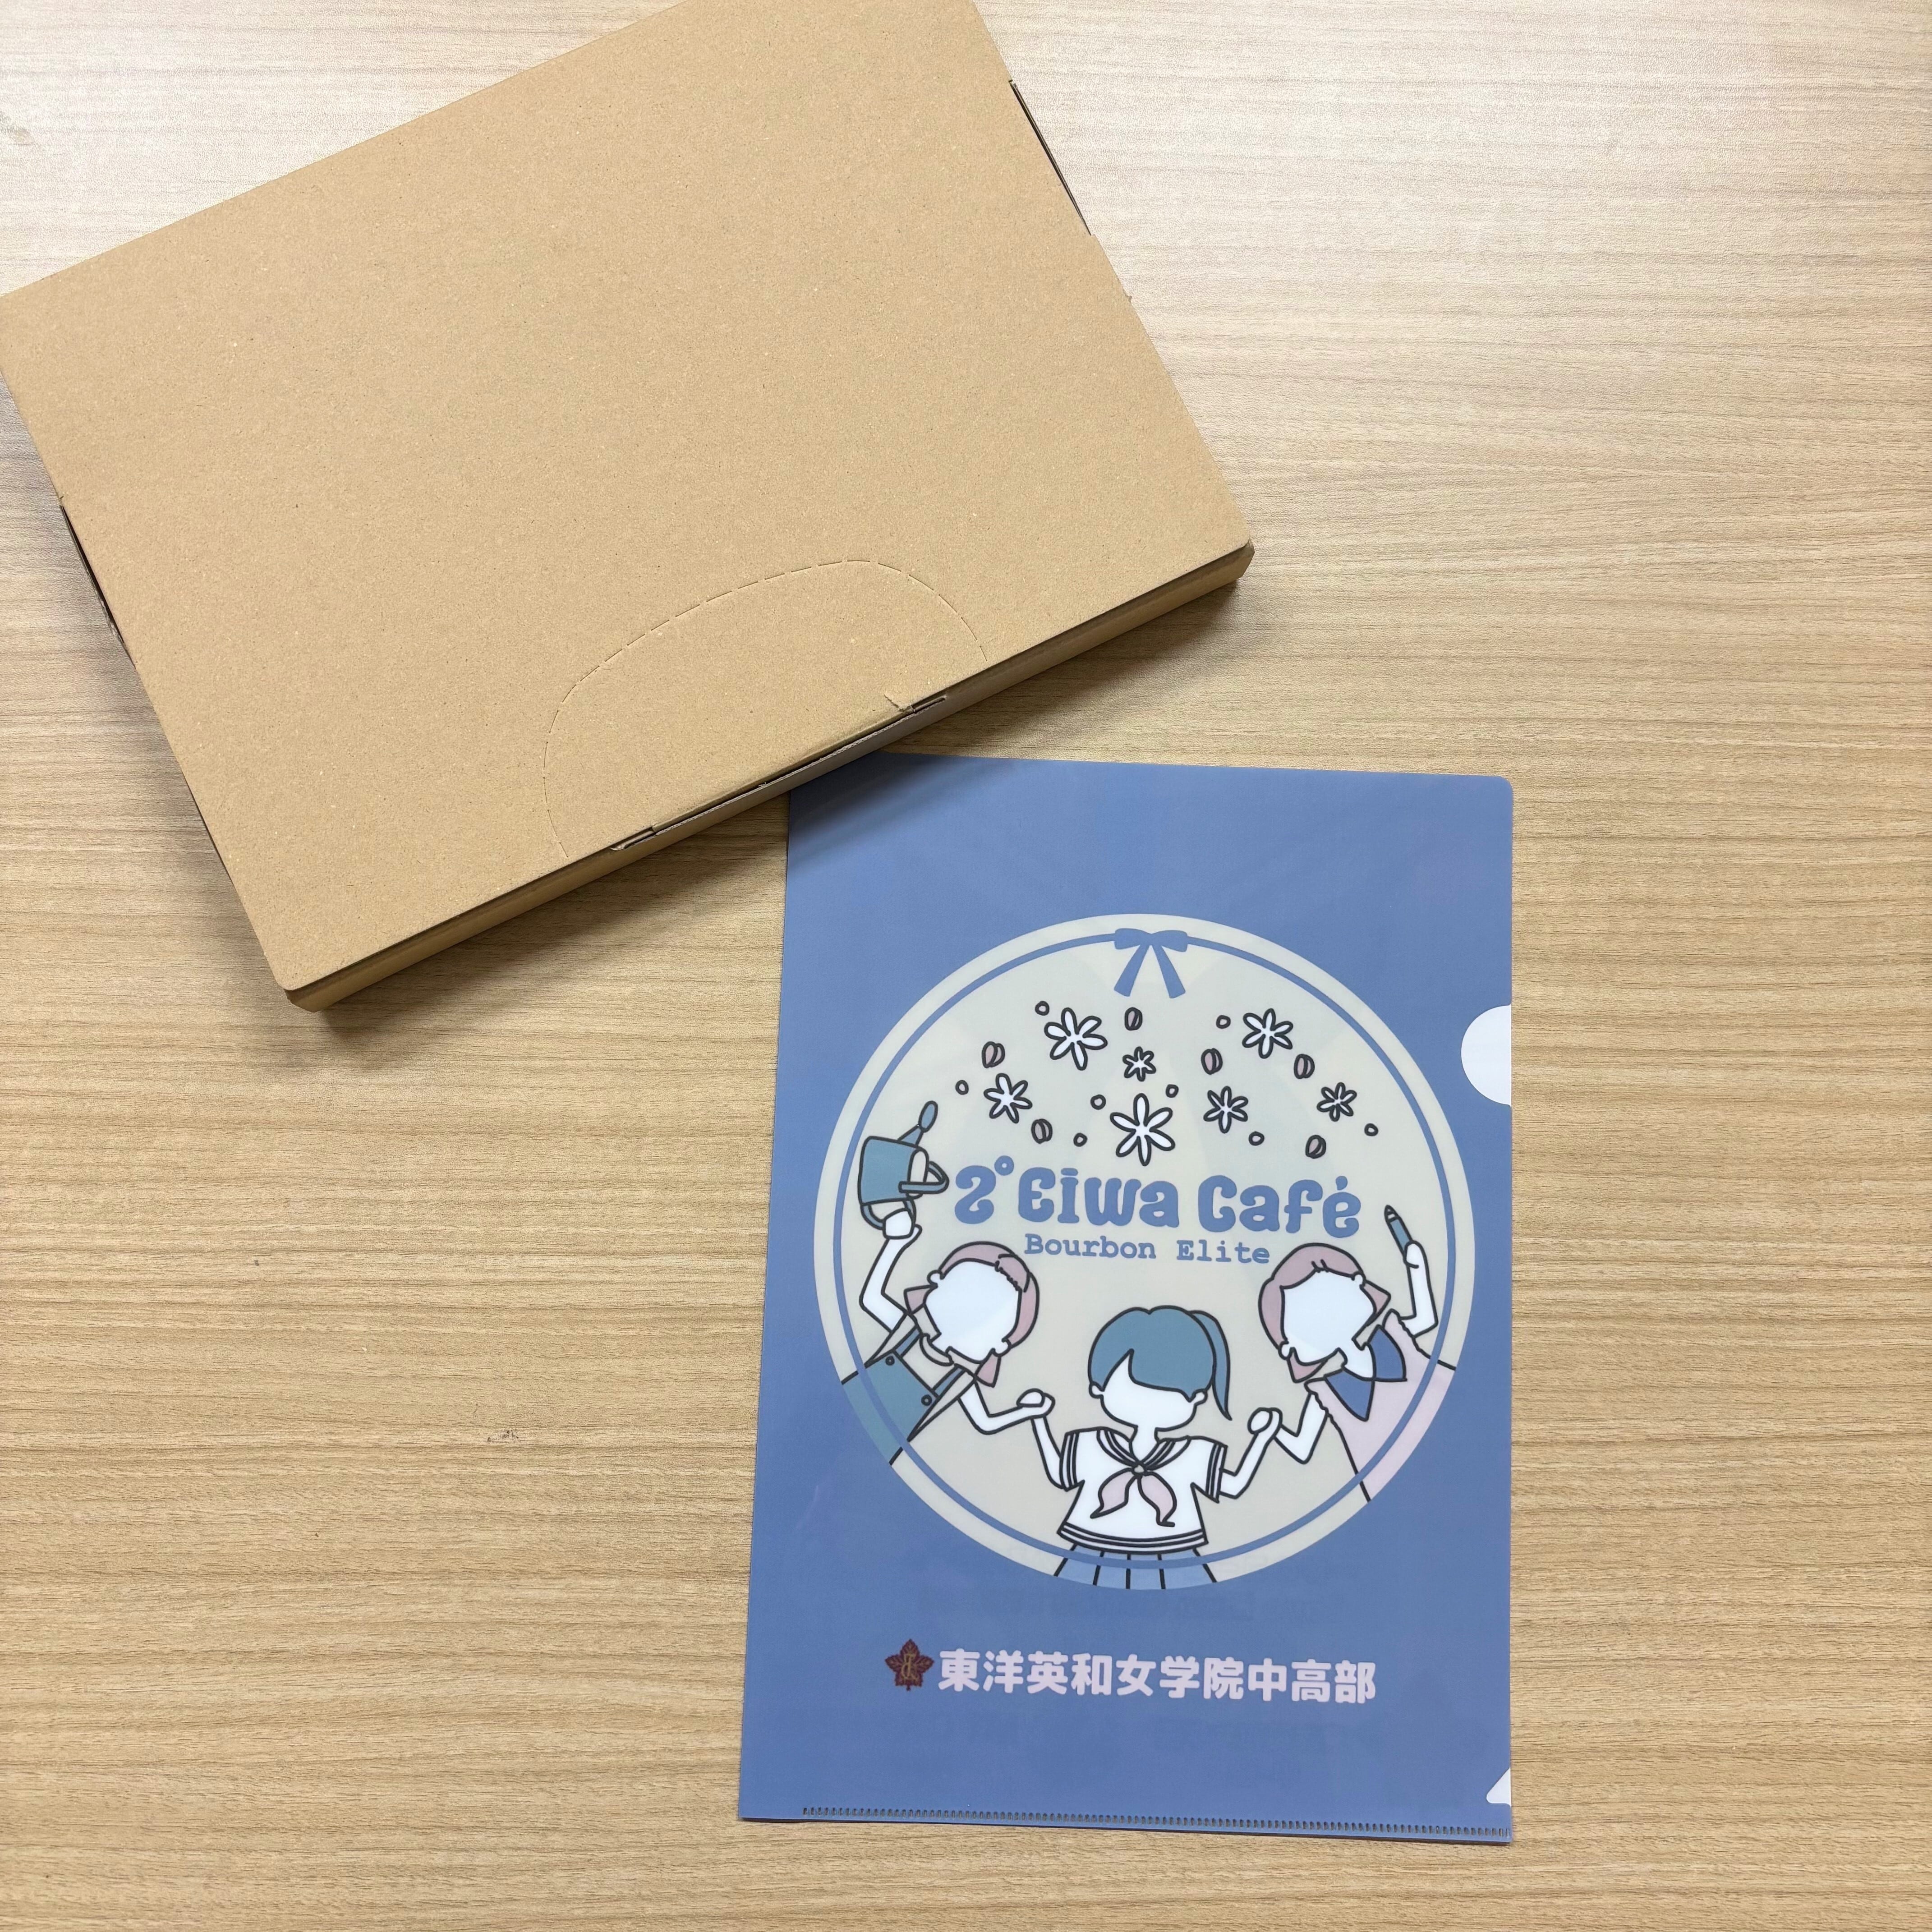 2°Eiwa Café
Bourbon Elite
東洋英和女学院中高部